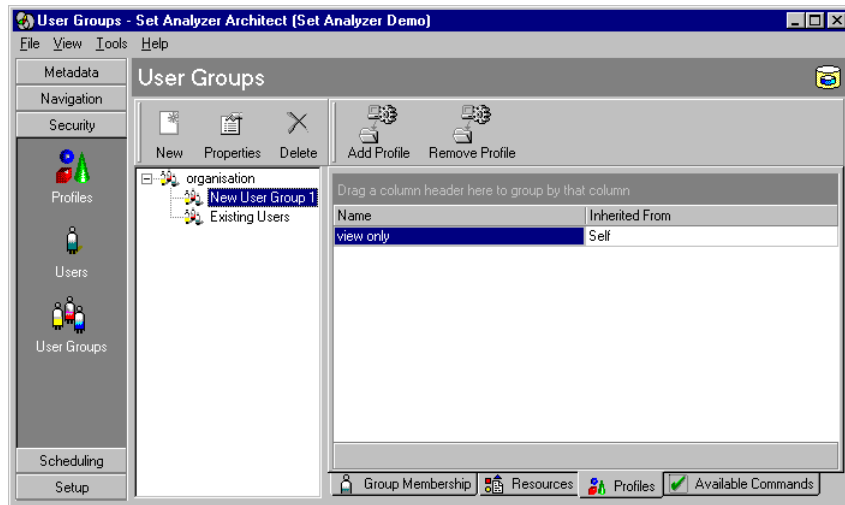 User Groups - Set Analyzer Architect (Set Analyzer Demo)
File View Tools Help
Metadata
Navigation
Security
Profiles
Users
User Groups
Scheduling
Setup
User Groups
New Properties Delete
Add Profile Remove Profile
organisation
New User Group 1
Existing Users
Drag a column header here to group by that column
Name Inherited From
view only Self
Group Membership Resources Profiles Available Commands